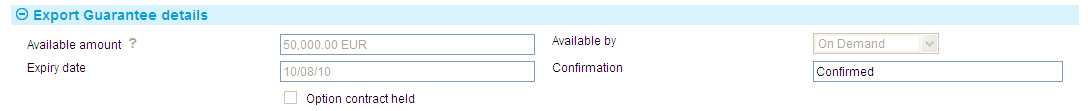 Export Guarantee details
Available amount ? 50,000.00 EUR Available by On Demand
Expiry date 10/08/10 Confirmation Confirmed
Option contract held